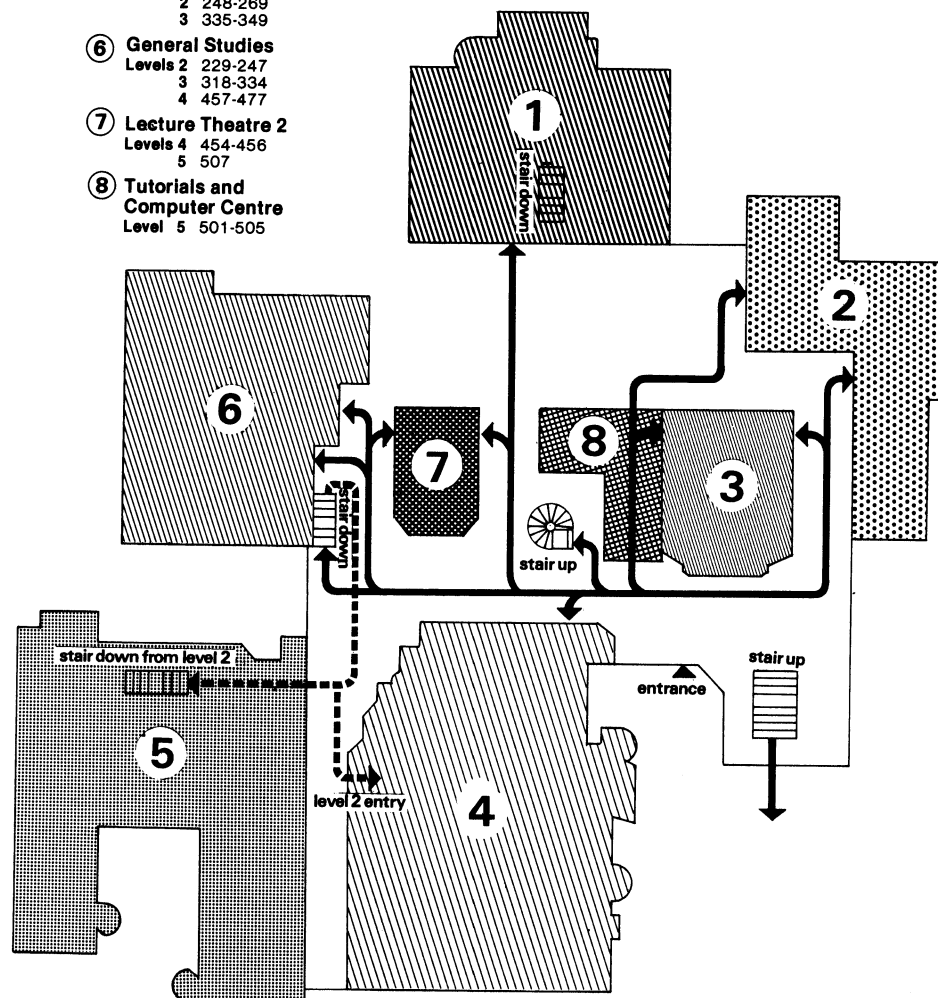 2 248-269
3 335-349
6 General Studies
Levels 2 229-247
3 318-334
4 457-477
7 Lecture Theatre 2
Levels 4 454-456
5 507
8 Tutorials and
Computer Centre
Level 5 501-505
1
stair down
2
6
7
8
3
stair down
stair up
stair down from level 2
entrance
stair up
5
level 2 entry
4